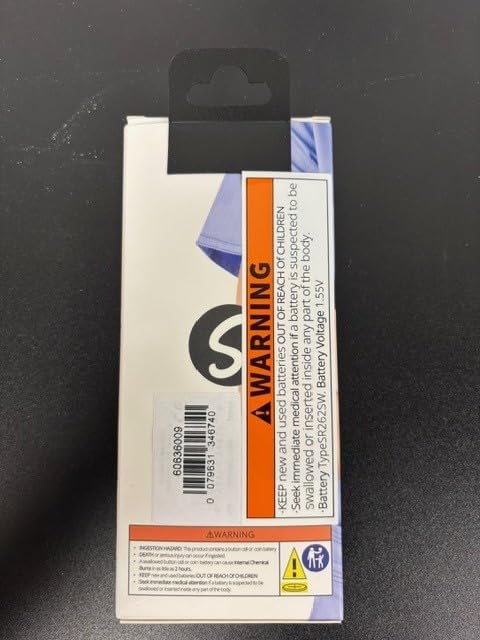 ⚠WARNING
-KEEP new and used batteries OUT OF REACH Of CHILDREN
-Seek immediate medical attention if a battery is suspected to be
swallowed or inserted inside any part of the body.
-Battery TypeSR262SW, Battery Voltage 1.55V
S
60636009
0 079631 346740
⚠WARNING
• INGESTION HAZARD: This product contains a button cell or coin battery
• DEATH or serious injury can occur if ingested.
• A swallowed button cell or coin battery can cause Internal Chemical
Burns in as little as 2 hours.
• KEEP new and used batteries OUT OF REACH OF CHILDREN
• Seek immediate medical attention if a battery is suspected to be
swallowed or inserted inside any part of the body.